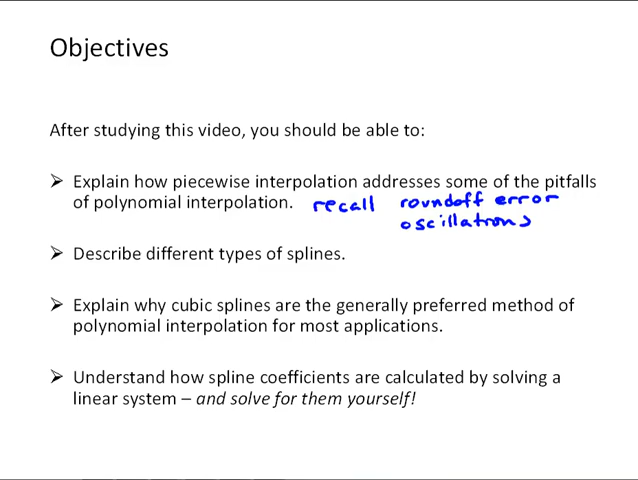 Objectives
After studying this video, you should be able to:
➢ Explain how piecewise interpolation addresses some of the pitfalls
of polynomial interpolation. recall roundoff error
oscillations
➢ Describe different types of splines.
➢ Explain why cubic splines are the generally preferred method of
polynomial interpolation for most applications.
➢ Understand how spline coefficients are calculated by solving a
linear system – and solve for them yourself!